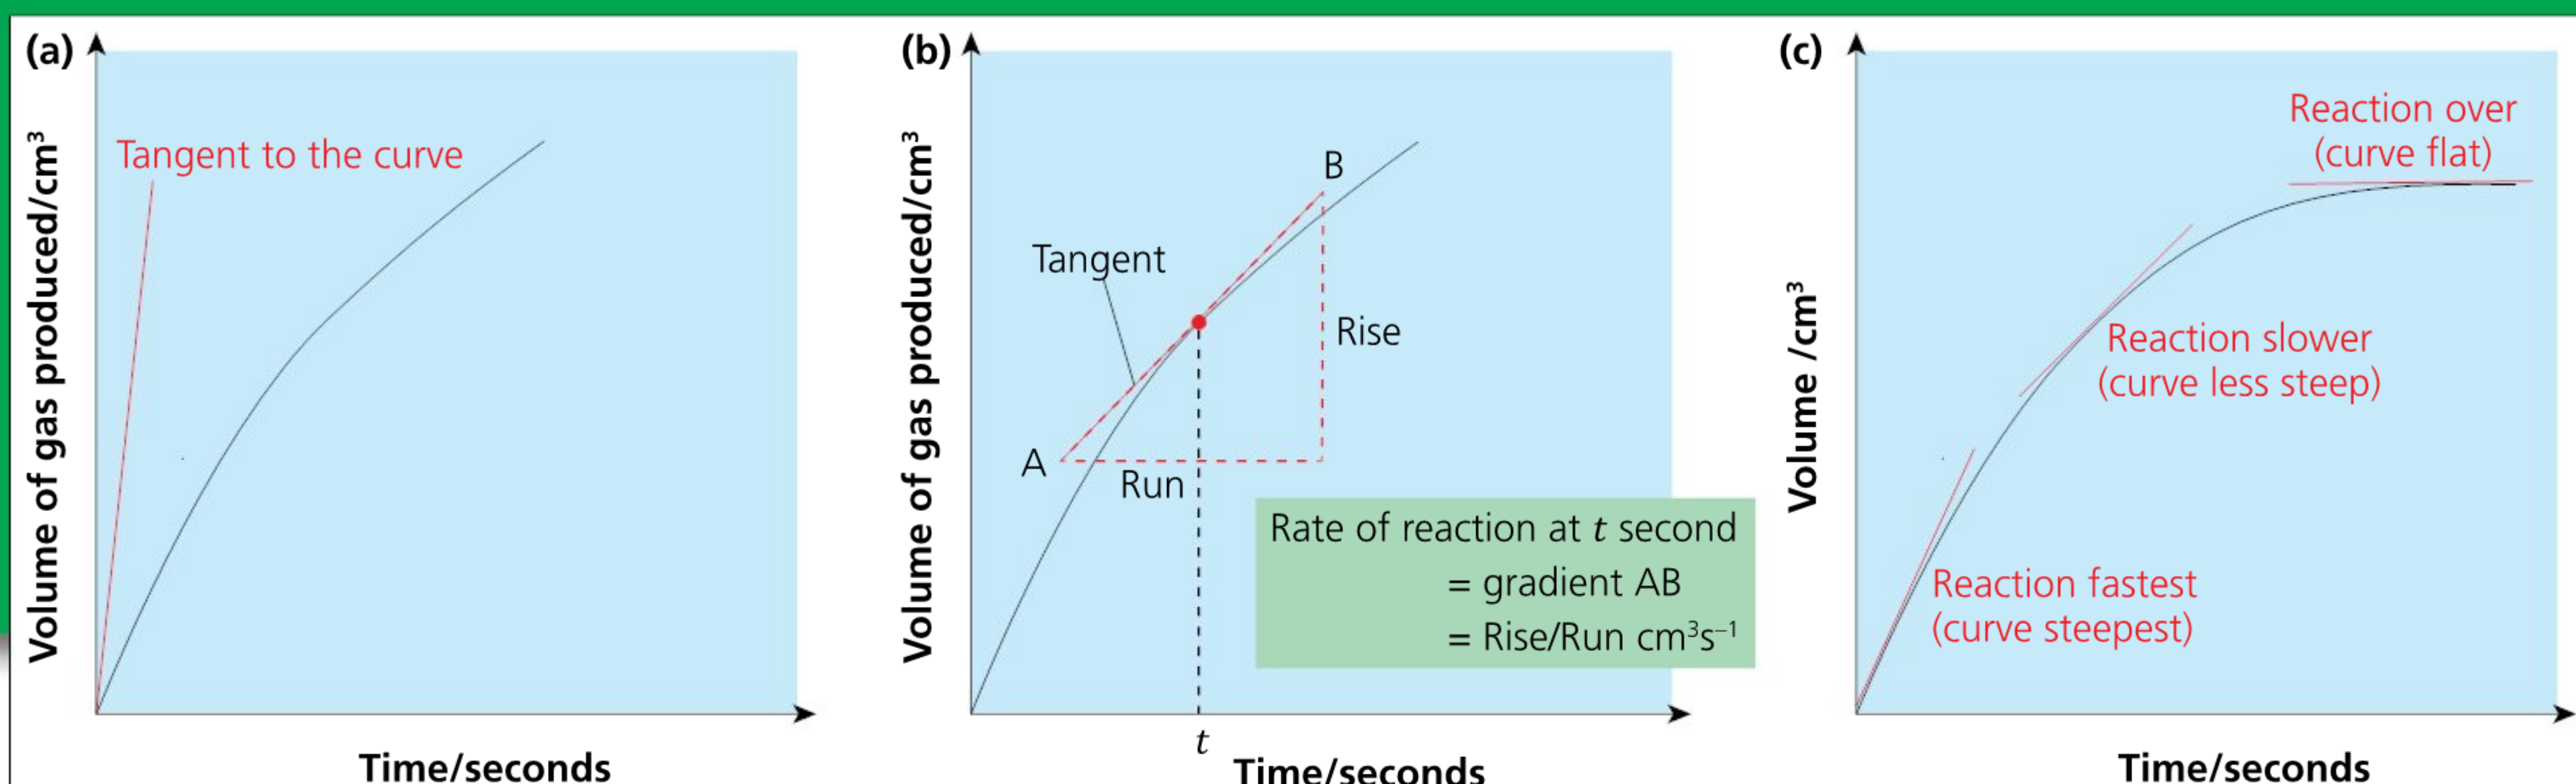 (a)
Volume of gas produced/cm³
Tangent to the curve
Time/seconds
(b)
Volume of gas produced/cm³
Tangent
A
B
Rise
Run
t
Rate of reaction at t second
= gradient AB
= Rise/Run cm³s⁻¹
Time/seconds
(c)
Volume /cm³
Reaction over
(curve flat)
Reaction slower
(curve less steep)
Reaction fastest
(curve steepest)
Time/seconds